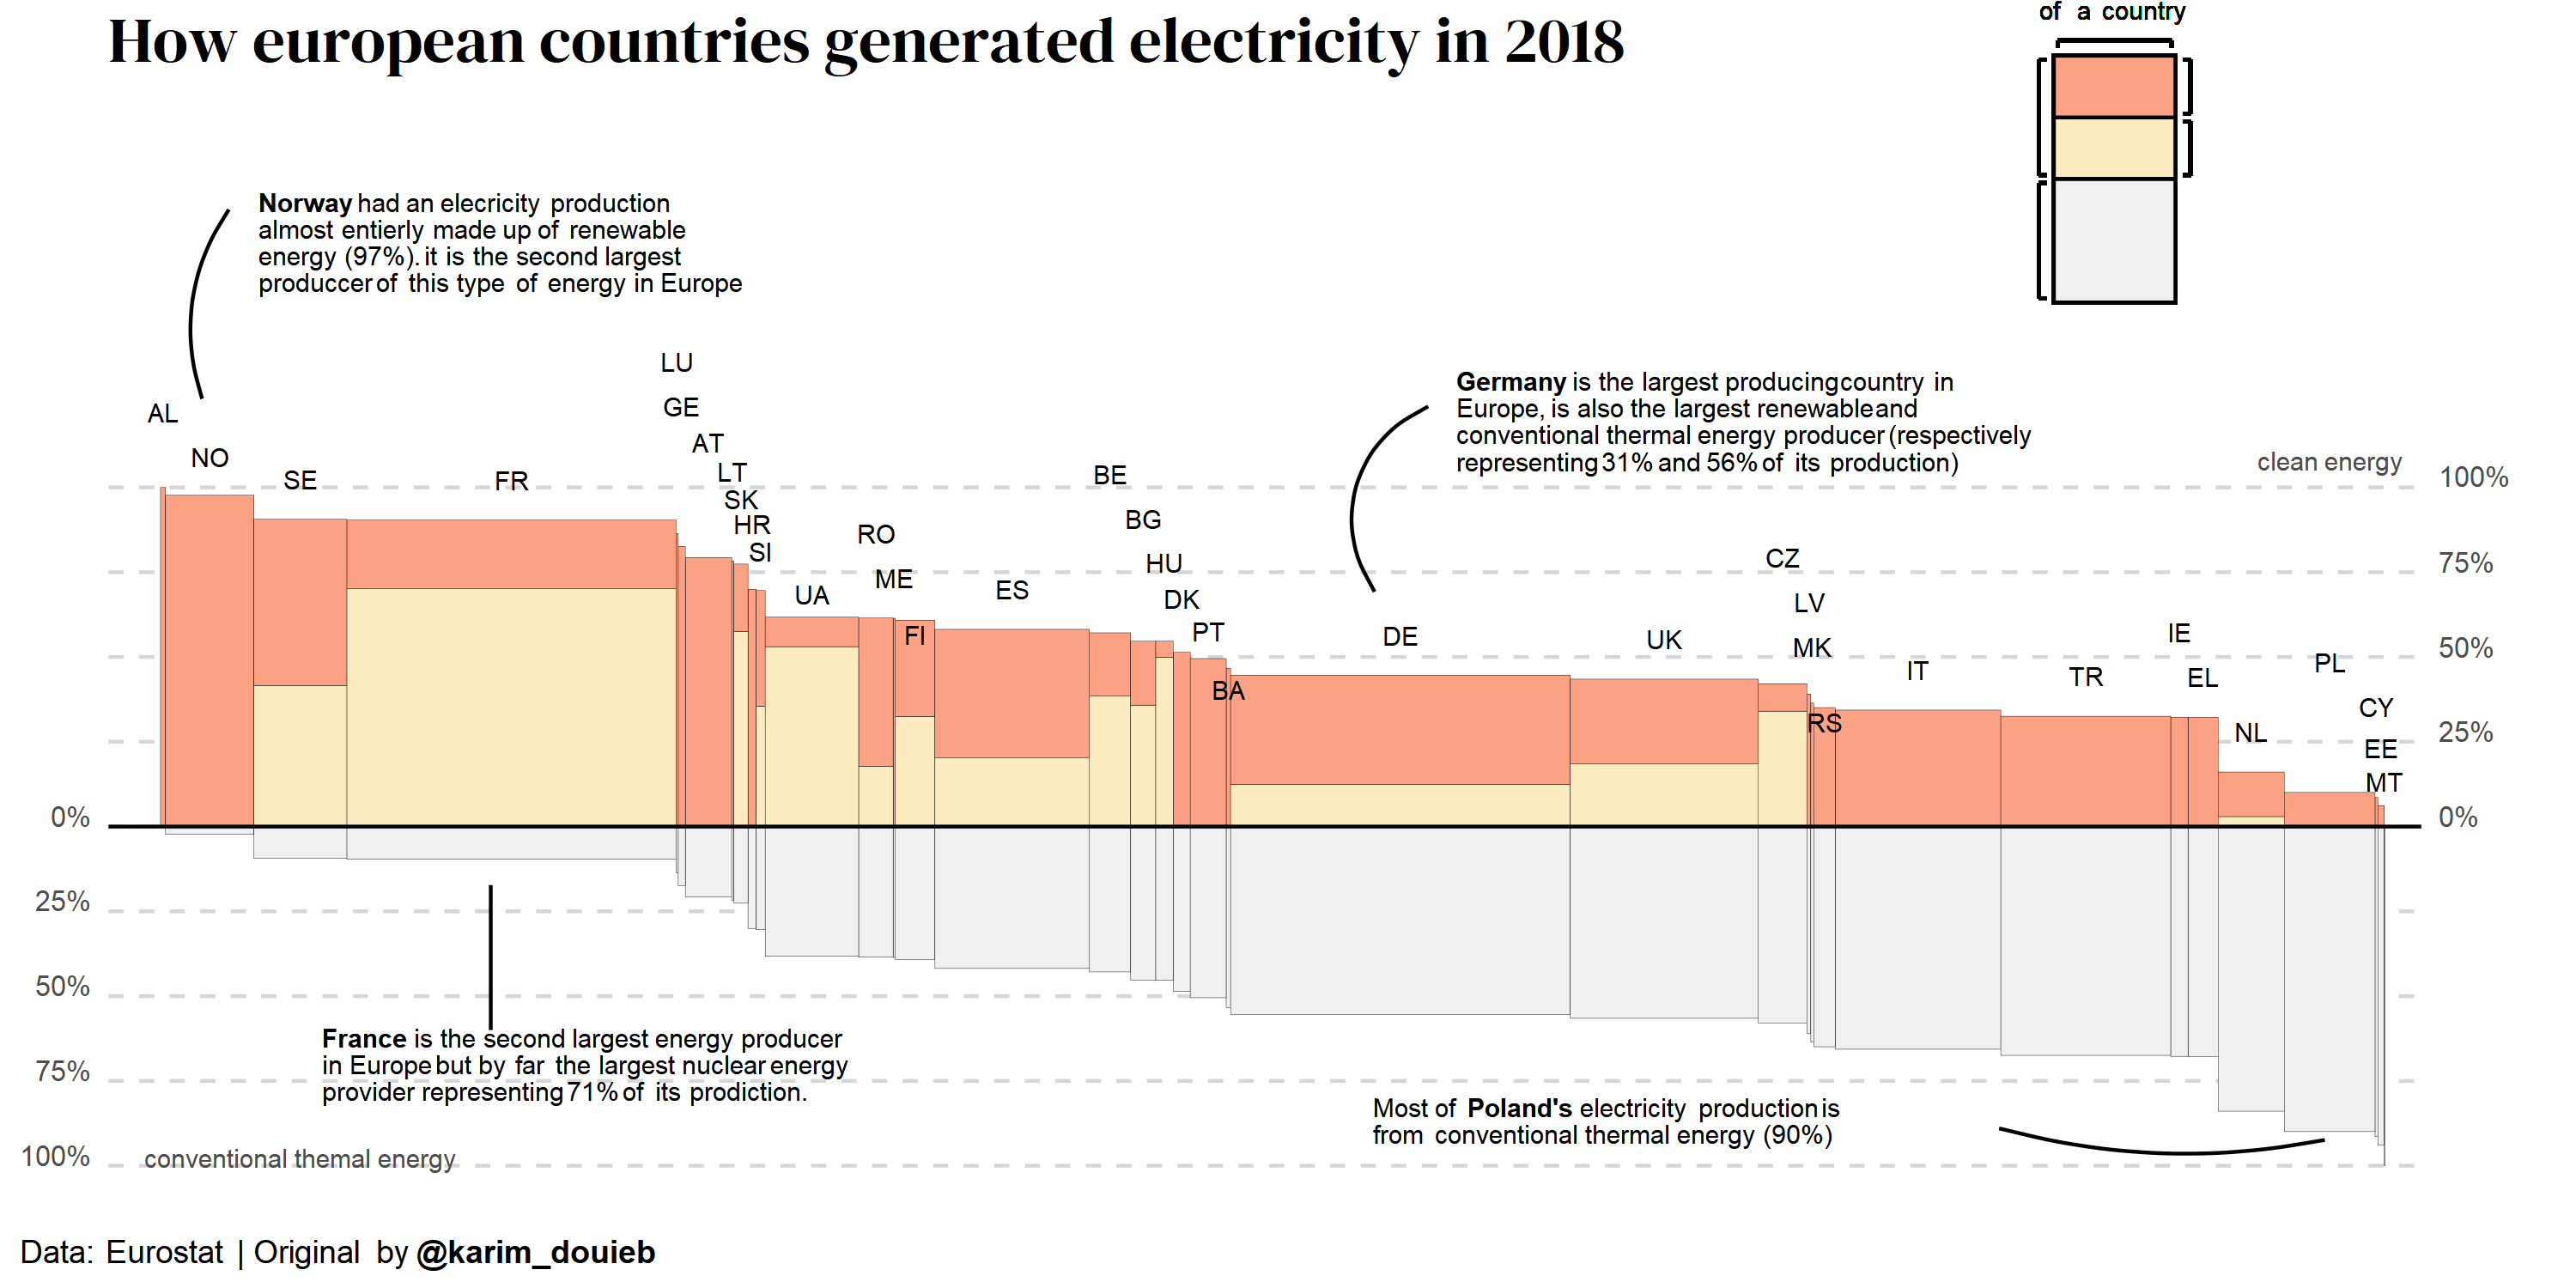 How european countries generated electricity in 2018
of a country
Norway had an elecricity production
almost entierly made up of renewable
energy (97%). it is the second largest
produccer of this type of energy in Europe
LU
GE
AL
AT
NO
LT
SE
FR
SK
HR
SI
BE
BG
RO
HU
ME
UA
ES
DK
FI
PT
BA
Germany is the largest producing country in
Europe, is also the largest renewable and
conventional thermal energy producer (respectively
representing 31% and 56% of its production)
clean energy
100%
75%
50%
25%
0%
CZ
LV
DE
UK
MK
RS
IT
TR
IE
EL
PL
NL
CY
EE
MT
0%
25%
50%
75%
100%
France is the second largest energy producer
in Europe but by far the largest nuclear energy
provider representing 71% of its prodiction.
Most of Poland's electricity production is
from conventional thermal energy (90%)
conventional themal energy
Data: Eurostat | Original by @karim_douieb